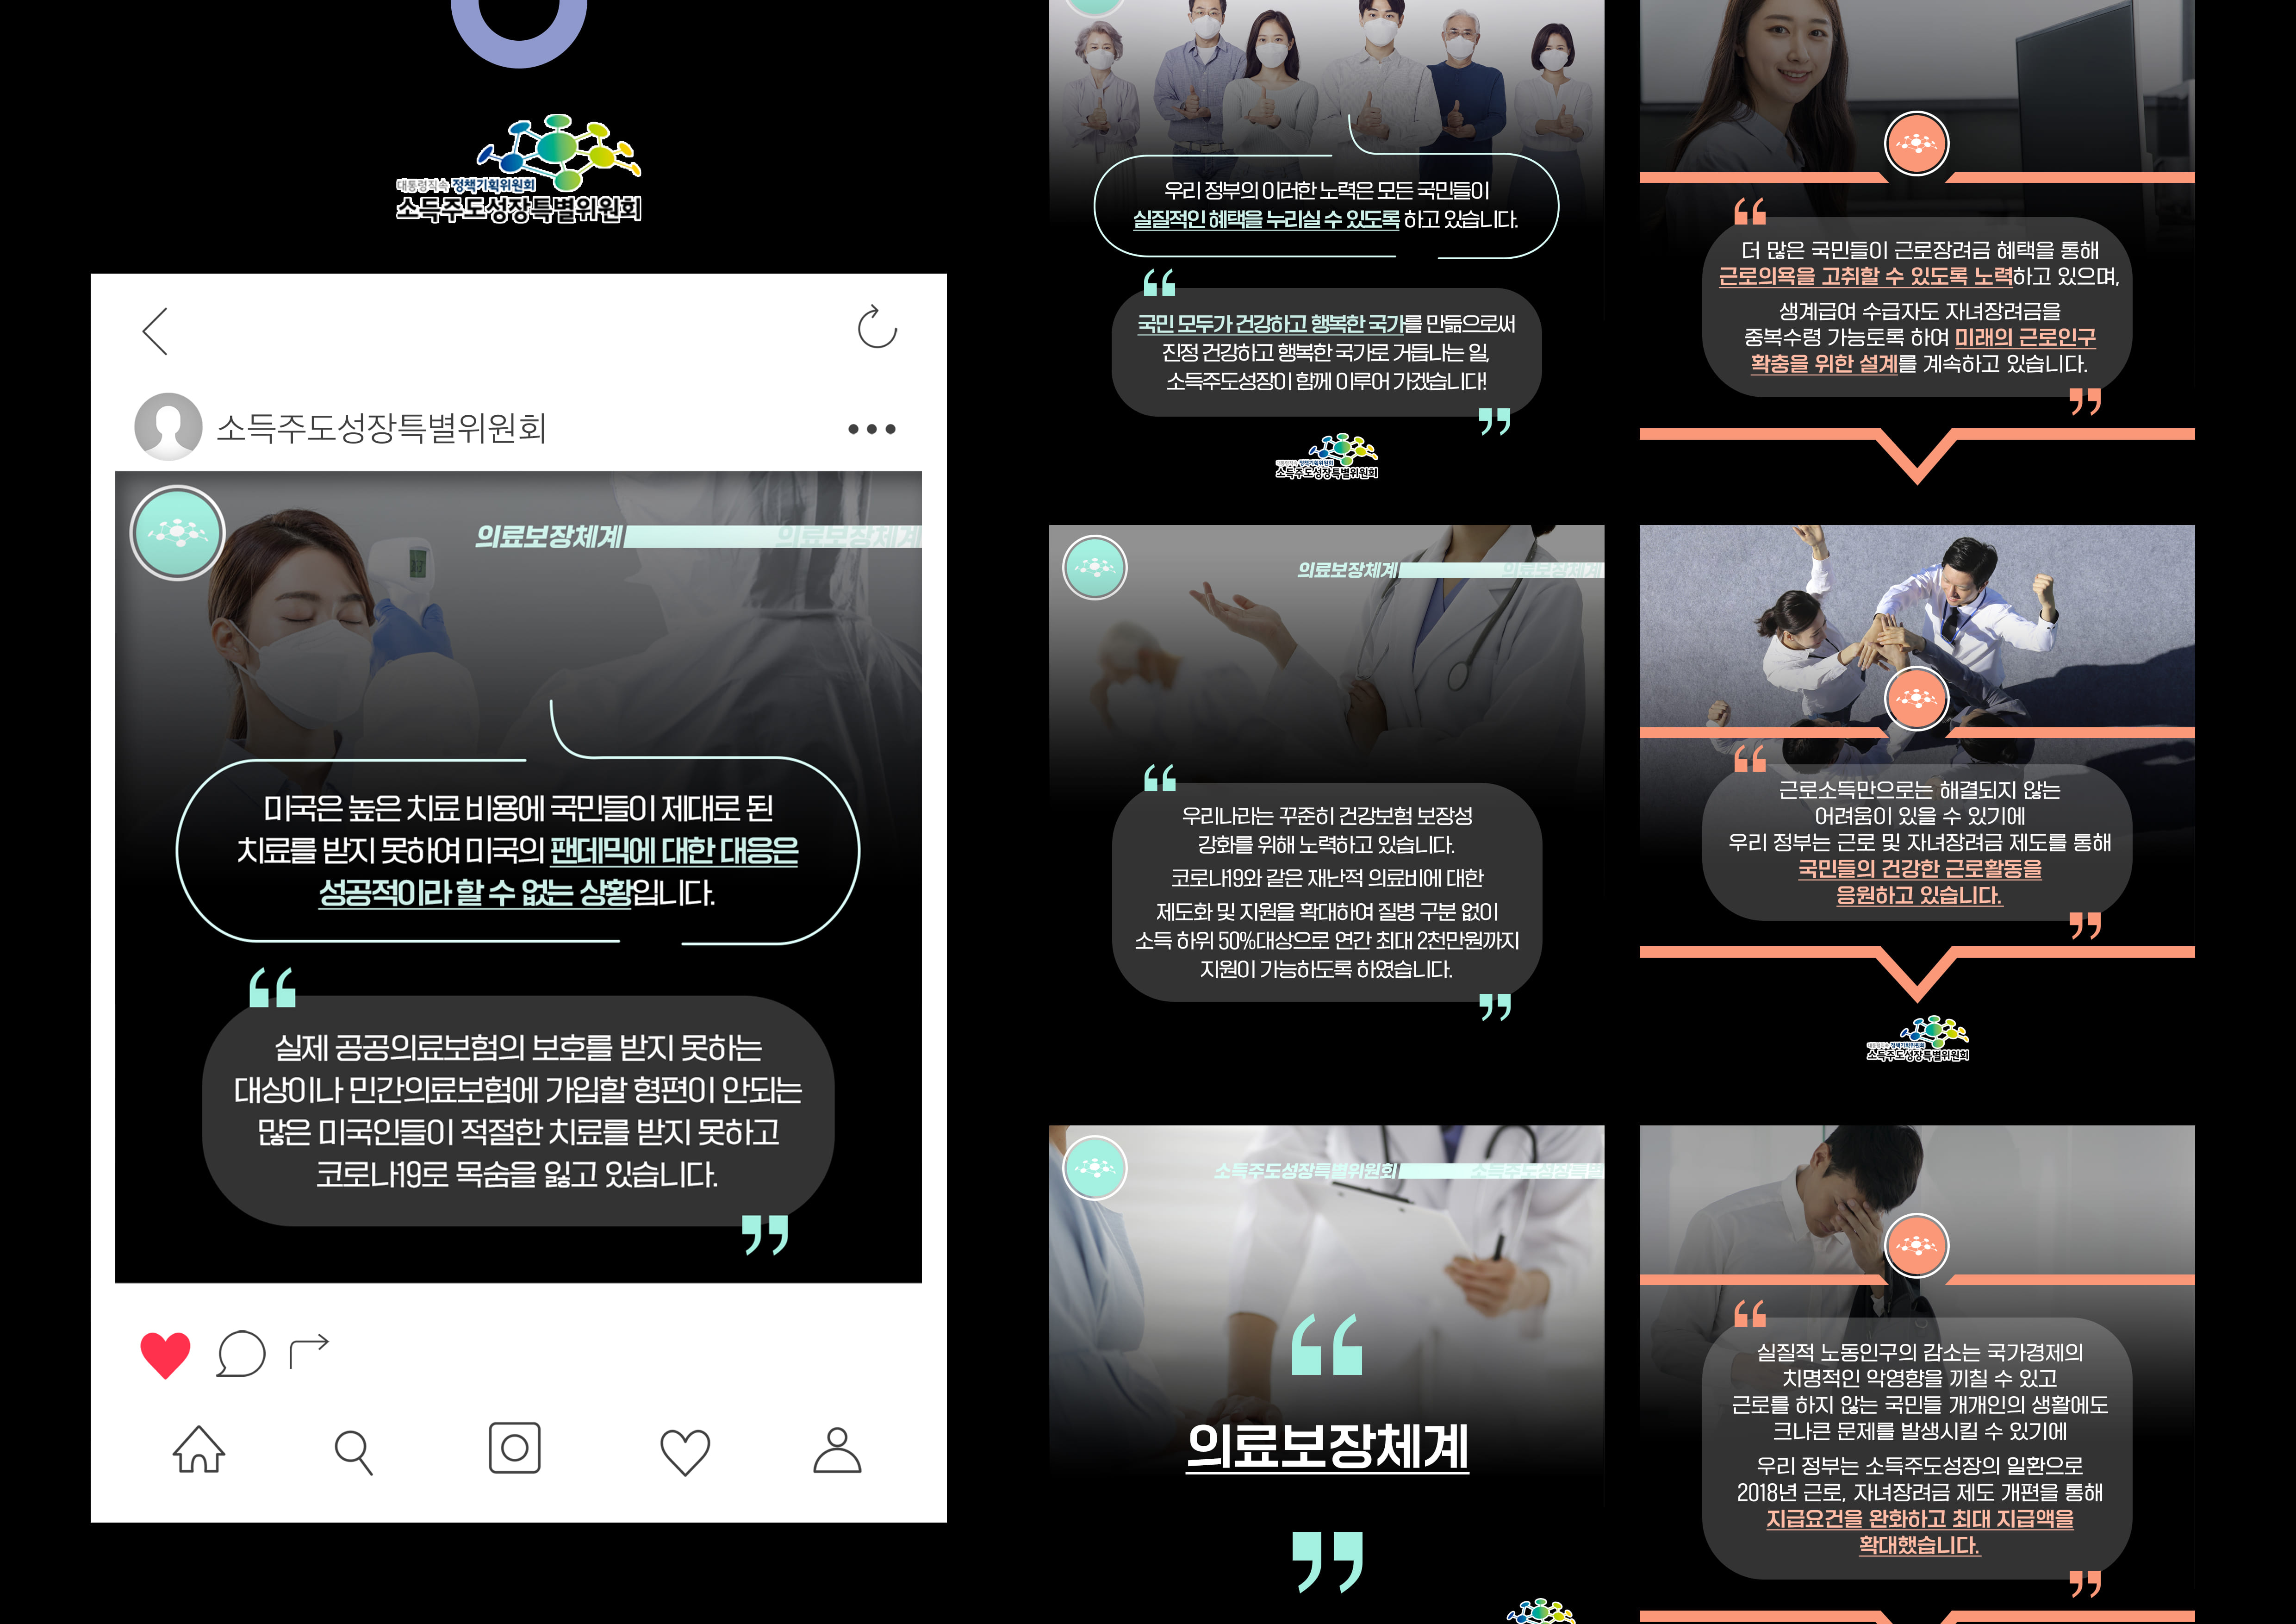 대통령직속 정책기획위원회
소득주도성장특별위원회
소득주도성장특별위원회
의료보장체계
의료보장체계
미국은 높은 치료 비용에 국민들이 제대로 된
치료를 받지 못하여 미국의 팬데믹에 대한 대응은
성공적이라 할 수 없는 상황입니다.
실제 공공의료보험의 보호를 받지 못하는
대상이나 민간의료보험에 가입할 형편이 안되는
많은 미국인들이 적절한 치료를 받지 못하고
코로나19로 목숨을 잃고 있습니다.
우리 정부의 이러한 노력은 모든 국민들이
실질적인 혜택을 누리실 수 있도록 하고 있습니다.
국민 모두가 건강하고 행복한 국가를 만듦으로써
진정 건강하고 행복한 국가로 거듭나는 일,
소득주도성장이 함께 이루어 가겠습니다!
대통령직속 정책기획위원회
소득주도성장특별위원회
의료보장체계
의료보장체계
우리나라는 꾸준히 건강보험 보장성
강화를 위해 노력하고 있습니다.
코로나19와 같은 재난적 의료비에 대한
제도화 및 지원을 확대하여 질병 구분 없이
소득 하위 50%대상으로 연간 최대 2천만원까지
지원이 가능하도록 하였습니다.
소득주도성장특별위원회
소득주도성장특별
의료보장체계
더 많은 국민들이 근로장려금 혜택을 통해
근로의욕을 고취할 수 있도록 노력하고 있으며,
생계급여 수급자도 자녀장려금을
중복수령 가능토록 하여 미래의 근로인구
확충을 위한 설계를 계속하고 있습니다.
근로소득만으로는 해결되지 않는
어려움이 있을 수 있기에
우리 정부는 근로 및 자녀장려금 제도를 통해
국민들의 건강한 근로활동을
응원하고 있습니다.
대통령직속 정책기획위원회
소득주도성장특별위원회
실질적 노동인구의 감소는 국가경제의
치명적인 악영향을 끼칠 수 있고
근로를 하지 않는 국민들 개개인의 생활에도
크나큰 문제를 발생시킬 수 있기에
우리 정부는 소득주도성장의 일환으로
2018년 근로, 자녀장려금 제도 개편을 통해
지급요건을 완화하고 최대 지급액을
확대했습니다.